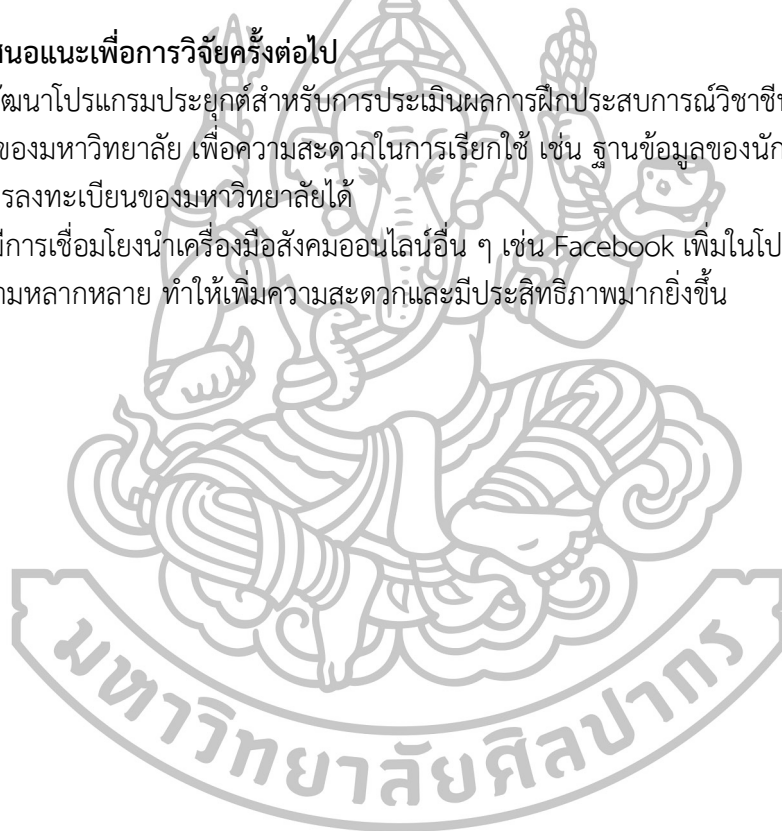 สนอแนะเพื่อการวิจัยครั้งต่อไป
ัฒนาโปรแกรมประยุกต์สำหรับการประเมินผลการฝึกประสบการณ์วิชาชี
ของมหาวิทยาลัย เพื่อความสะดวกในการเรียกใช้ เช่น ฐานข้อมูลของนัก
รลงทะเบียนของมหาวิทยาลัยได้
มีการเชื่อมโยงนำเครื่องมือสังคมออนไลน์อื่น ๆ เช่น Facebook เพิ่มในโป
ามหลากหลาย ทำให้เพิ่มความสะดวกและมีประสิทธิภาพมากยิ่งขึ้น
มหาวิทยาลัยศิลปากร